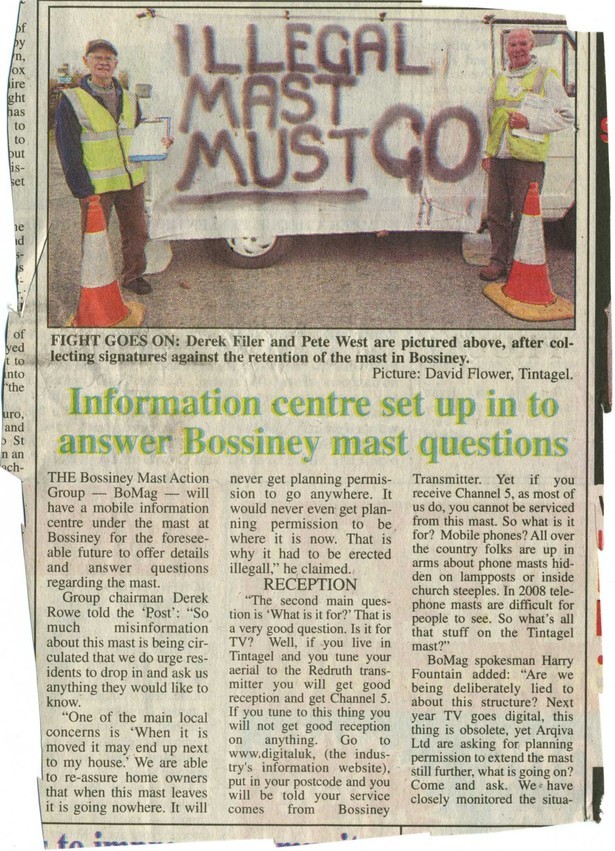 ILLEGAL
MAST
MUST GO
FIGHT GOES ON: Derek Filer and Pete West are pictured above, after col-
lecting signatures against the retention of the mast in Bossiney.
Picture: David Flower, Tintagel.
Information centre set up in to
answer Bossiney mast questions
THE Bossiney Mast Action
Group — BoMag — will
have a mobile information
centre under the mast at
Bossiney for the foresee-
able future to offer details
and answer questions
regarding the mast.
Group chairman Derek
Rowe told the 'Post': "So
much misinformation
about this mast is being cir-
culated that we do urge res-
idents to drop in and ask us
anything they would like to
know.
"One of the main local
concerns is 'When it is
moved it may end up next
to my house.' We are able
to re-assure home owners
that when this mast leaves
it is going nowhere. It will
never get planning permis-
sion to go anywhere. It
would never even get plan-
ning permission to be
where it is now. That is
why it had to be erected
illegall," he claimed.
RECEPTION
"The second main ques-
tion is 'What is it for?' That is
a very good question. Is it for
TV? Well, if you live in
Tintagel and you tune your
aerial to the Redruth trans-
mitter you will get good
reception and get Channel 5.
If you tune to this thing you
will not get good reception
on anything. Go to
www.digitaluk, (the indus-
try's information website),
put in your postcode and you
will be told your service
comes from Bossiney
Transmitter. Yet if you
receive Channel 5, as most of
us do, you cannot be serviced
from this mast. So what is it
for? Mobile phones? All over
the country folks are up in
arms about phone masts hid-
den on lampposts or inside
church steeples. In 2008 tele-
phone masts are difficult for
people to see. So what's all
that stuff on the Tintagel
mast?"
BoMag spokesman Harry
Fountain added: "Are we
being deliberately lied to
about this structure? Next
year TV goes digital, this
thing is obsolete, yet Arqiva
Ltd are asking for planning
permission to extend the mast
still further, what is going on?
Come and ask. We have
closely monitored the situa-